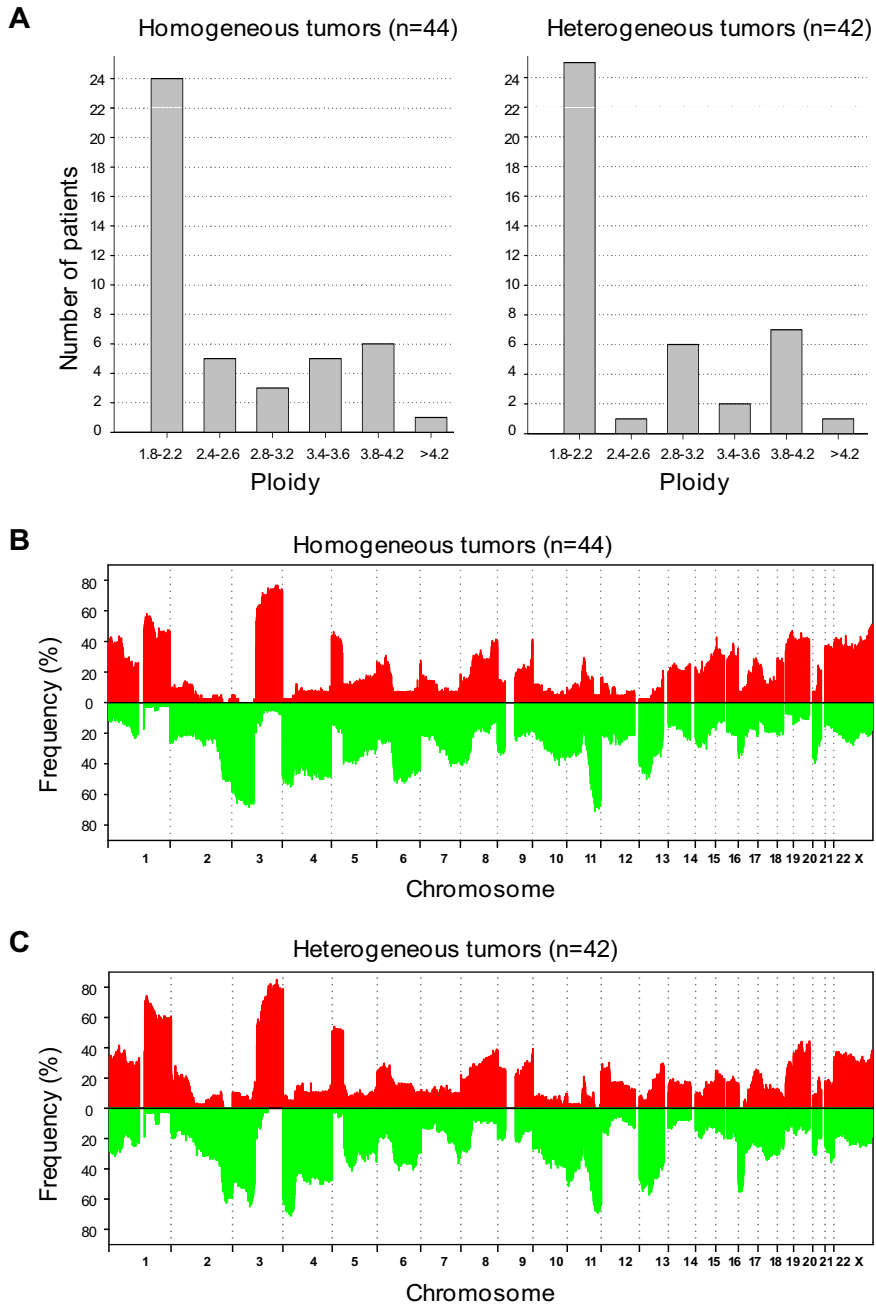 A
Homogeneous tumors (n=44)
Heterogeneous tumors (n=42)
Number of patients
24
22
20
18
16
14
12
10
8
6
4
2
0
1.8-2.2 2.4-2.6 2.8-3.2 3.4-3.6 3.8-4.2 >4.2
Ploidy
24
22
20
18
16
14
12
10
8
6
4
2
0
1.8-2.2 2.4-2.6 2.8-3.2 3.4-3.6 3.8-4.2 >4.2
Ploidy
B
Homogeneous tumors (n=44)
Frequency (%)
80
60
40
20
0
20
40
60
80
1 2 3 4 5 6 7 8 9 10 11 12 13 14 15 16 17 18 19 20 21 22 X
Chromosome
C
Heterogeneous tumors (n=42)
Frequency (%)
80
60
40
20
0
20
40
60
80
1 2 3 4 5 6 7 8 9 10 11 12 13 14 15 16 17 18 19 20 21 22 X
Chromosome